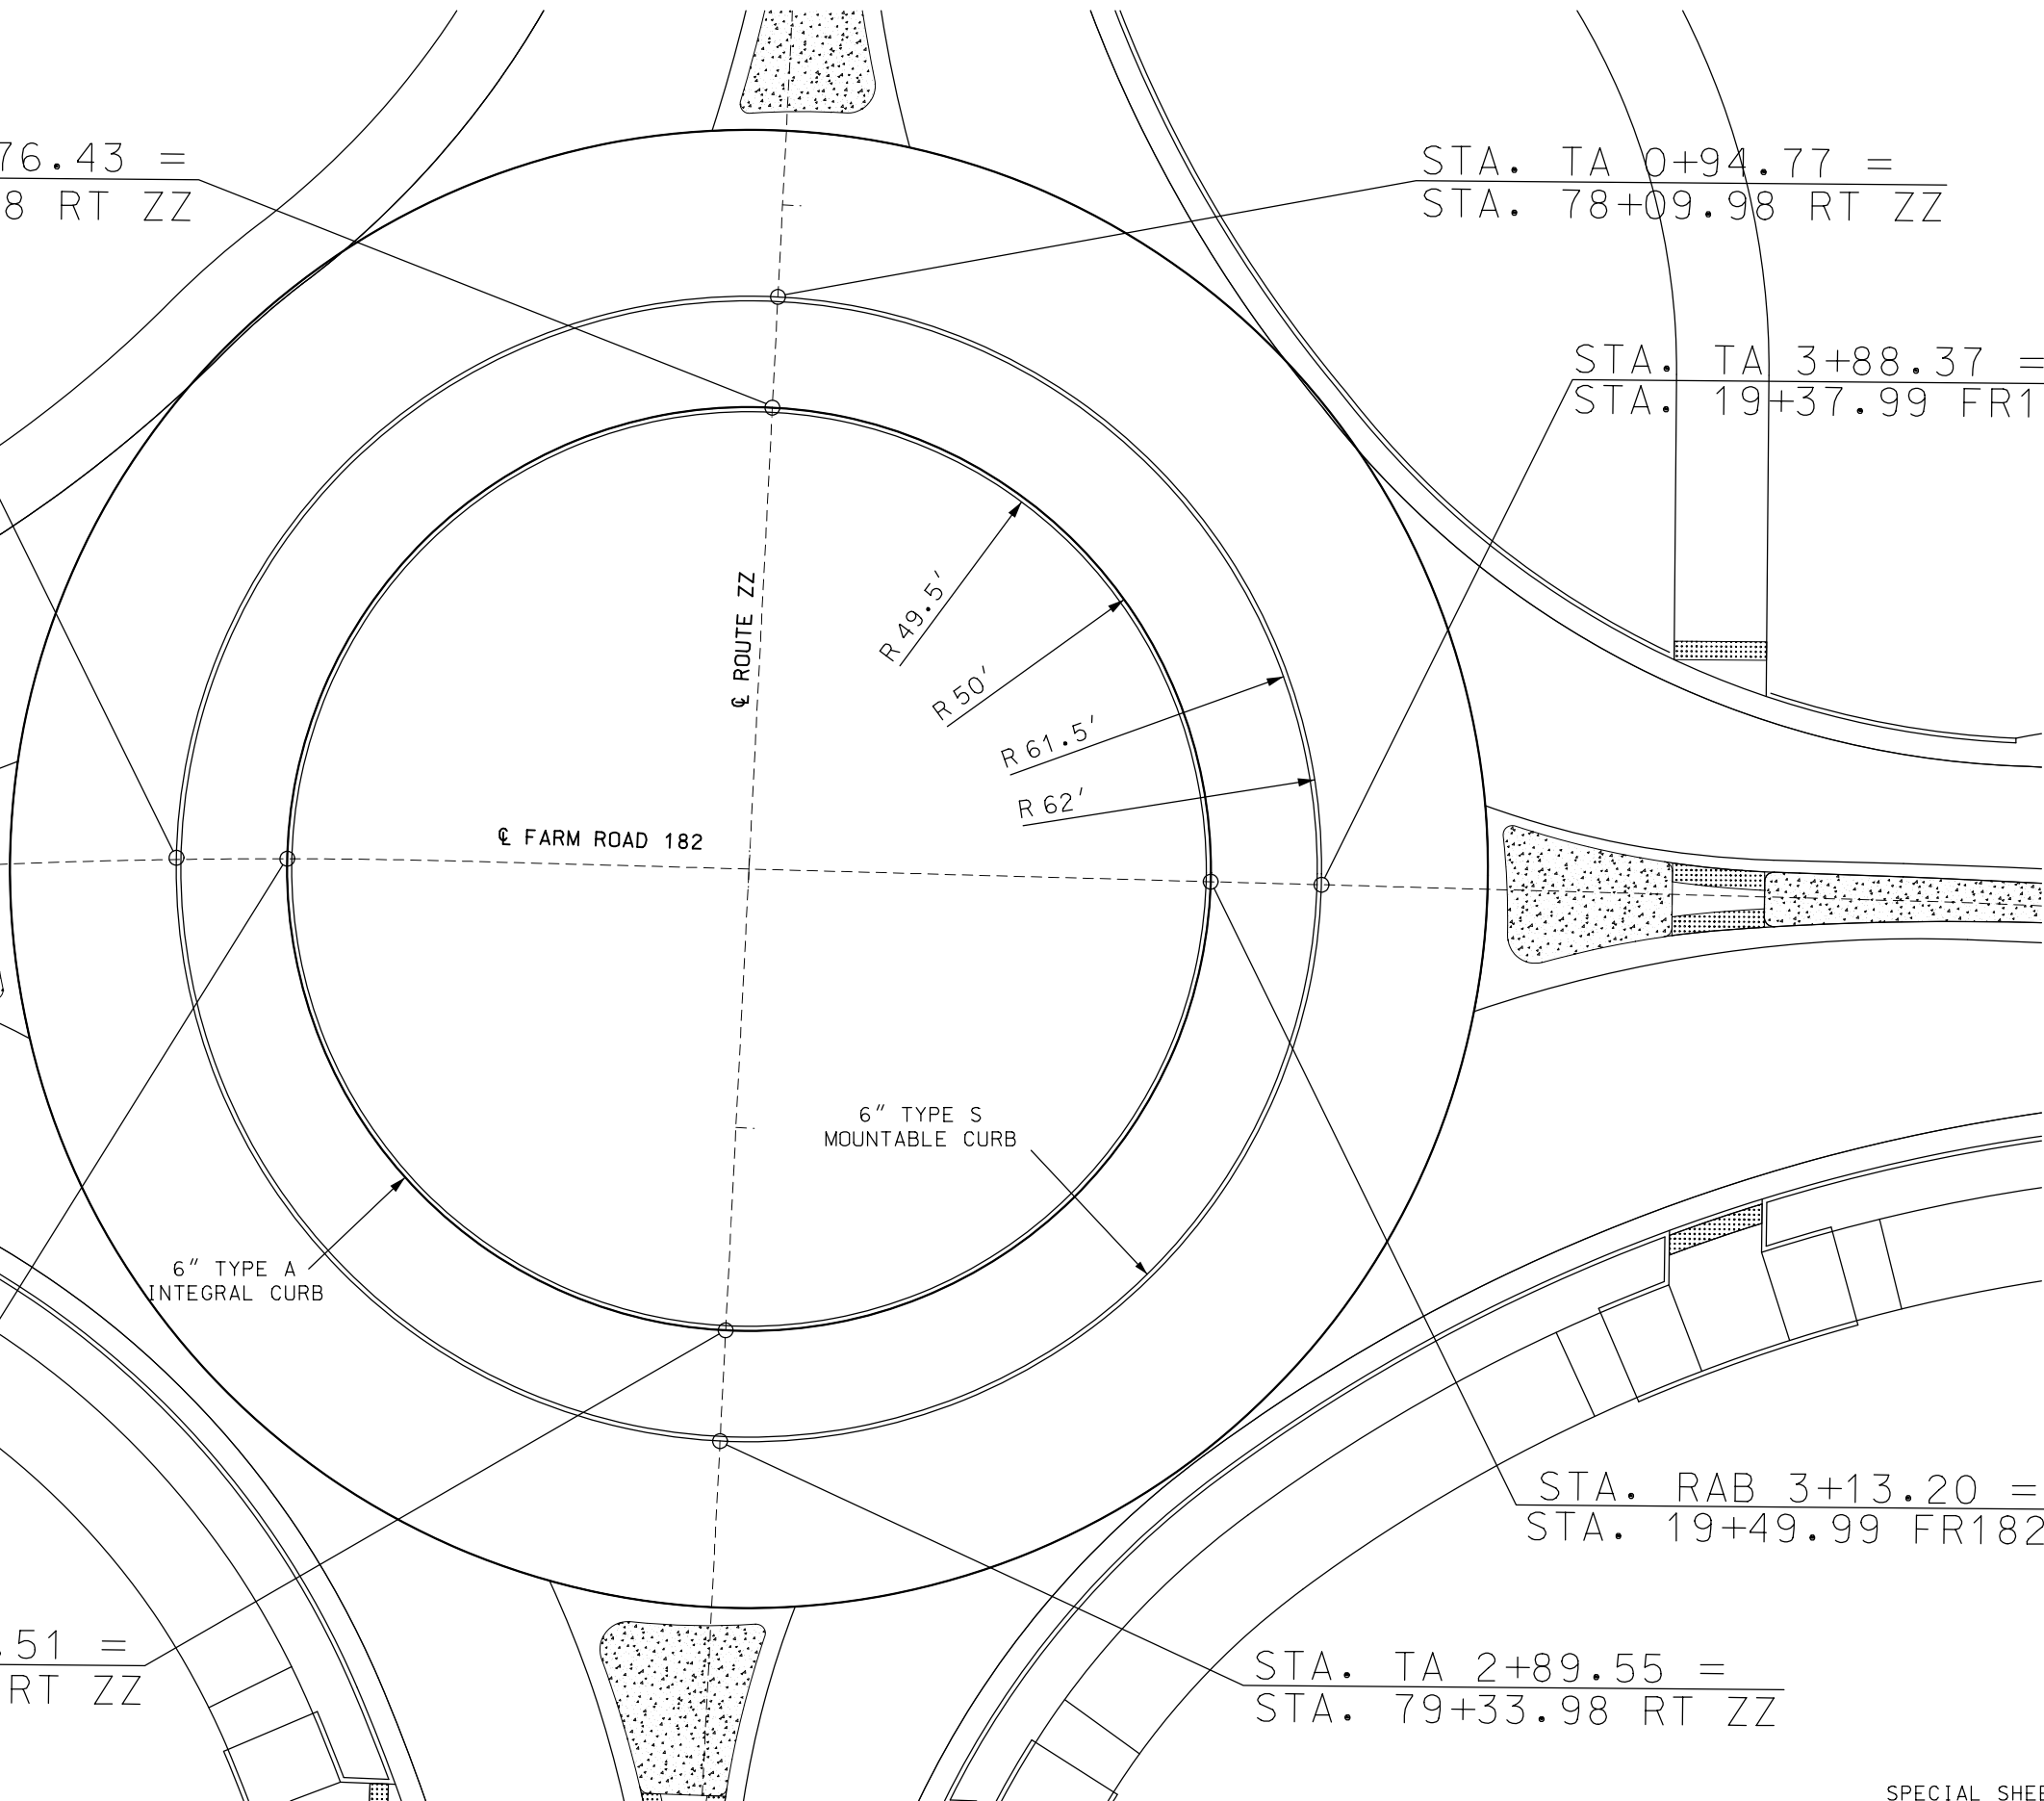 76.43 =
8 RT ZZ
STA. TA 0+94.77 =
STA. 78+09.98 RT ZZ
STA. TA 3+88.37 =
STA. 19+37.99 FR1
℄ ROUTE ZZ
R 49.5'
R 50'
R 61.5'
R 62'
℄ FARM ROAD 182
6" TYPE S
MOUNTABLE CURB
6" TYPE A
INTEGRAL CURB
STA. RAB 3+13.20 =
STA. 19+49.99 FR182
.51 =
RT ZZ
STA. TA 2+89.55 =
STA. 79+33.98 RT ZZ
SPECIAL SHEE